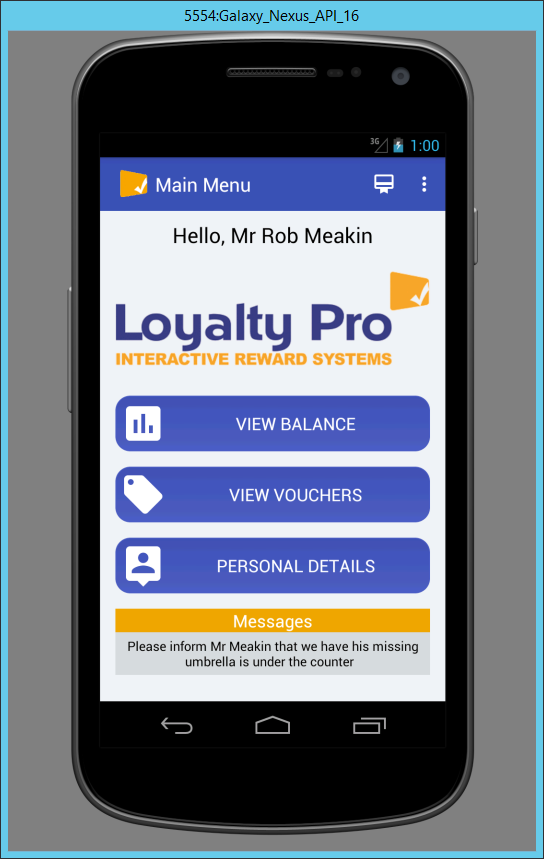 5554:Galaxy_Nexus_API_16
3G 1:00
Main Menu
Hello, Mr Rob Meakin
Loyalty Pro
INTERACTIVE REWARD SYSTEMS
VIEW BALANCE
VIEW VOUCHERS
PERSONAL DETAILS
Messages
Please inform Mr Meakin that we have his missing
umbrella is under the counter